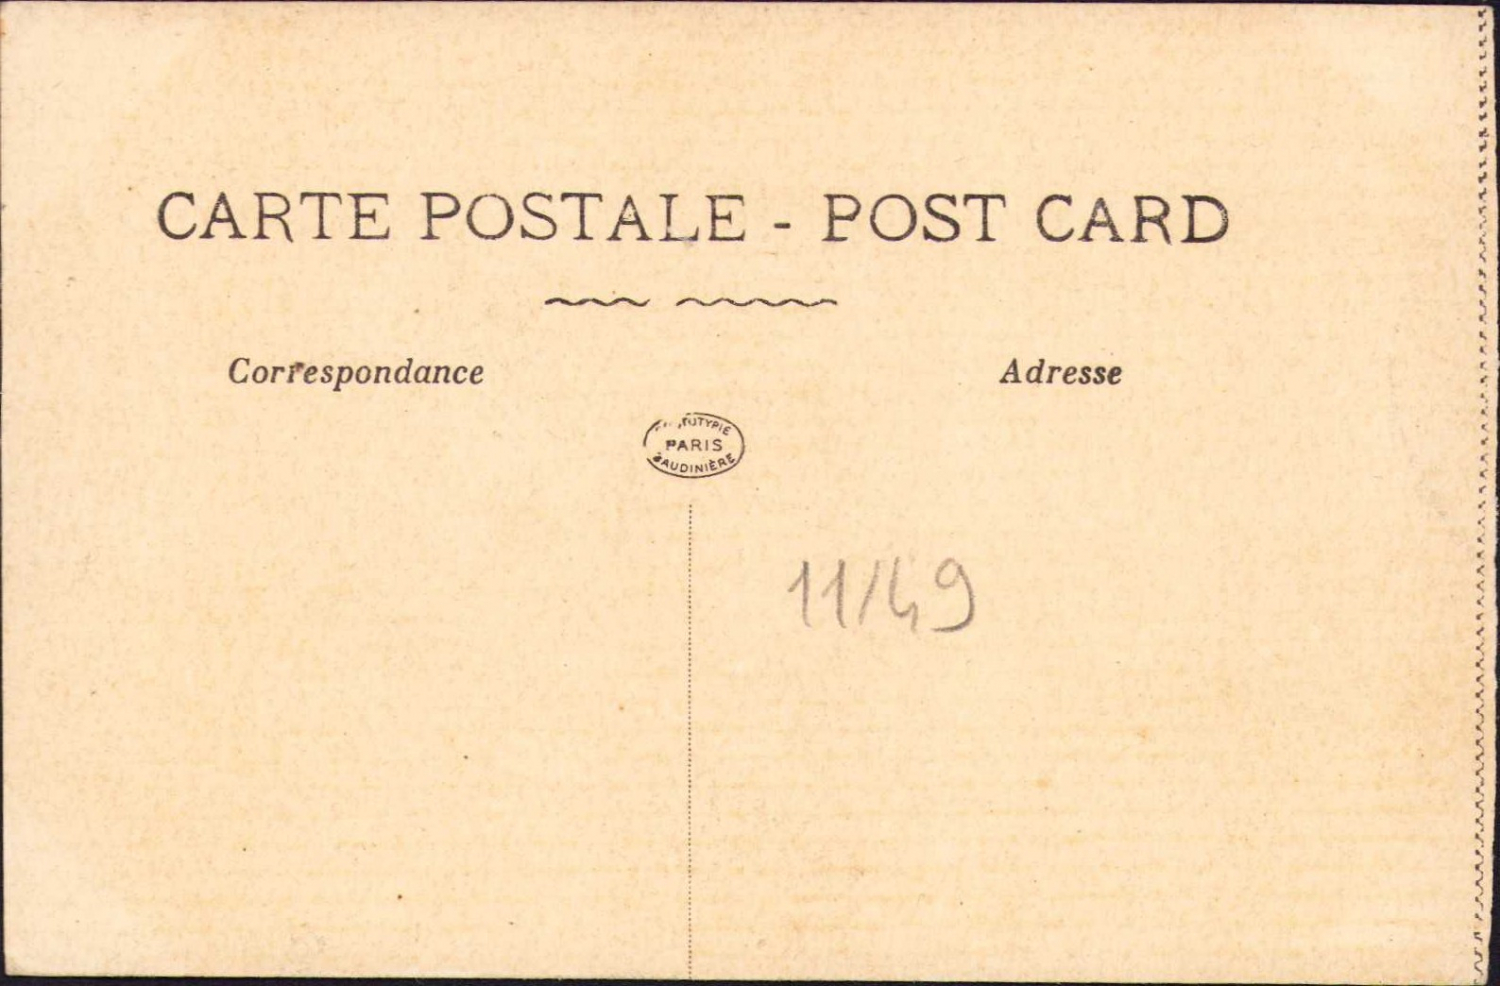 CARTE POSTALE - POST CARD
Correspondance
Adresse
PARIS
11/49